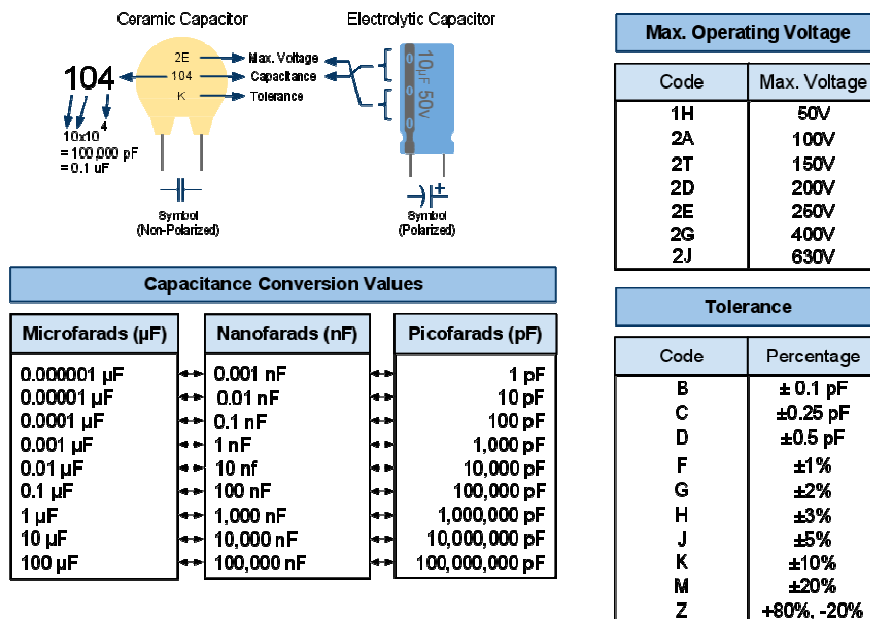 Ceramic Capacitor
Electrolytic Capacitor
104
10x10
4
= 100,000 pF
= 0.1 uF
2E
104
K
Max. Voltage
Capacitance
Tolerance
10µF 50v
Symbol
(Non-Polarized)
+
Symbol
(Polarized)
Max. Operating Voltage
Code Max. Voltage
1H 50V
2A 100V
2T 150V
2D 200V
2E 250V
2G 400V
2J 630V
Capacitance Conversion Values
Microfarads (µF) Nanofarads (nF) Picofarads (pF)
0.000001 µF 0.001 nF 1 pF
0.00001 µF 0.01 nF 10 pF
0.0001 µF 0.1 nF 100 pF
0.001 µF 1 nF 1,000 pF
0.01 µF 10 nf 10,000 pF
0.1 µF 100 nF 100,000 pF
1 µF 1,000 nF 1,000,000 pF
10 µF 10,000 nF 10,000,000 pF
100 µF 100,000 nF 100,000,000 pF
Tolerance
Code Percentage
B ± 0.1 pF
C ±0.25 pF
D ±0.5 pF
F ±1%
G ±2%
H ±3%
J ±5%
K ±10%
M ±20%
Z +80%, -20%